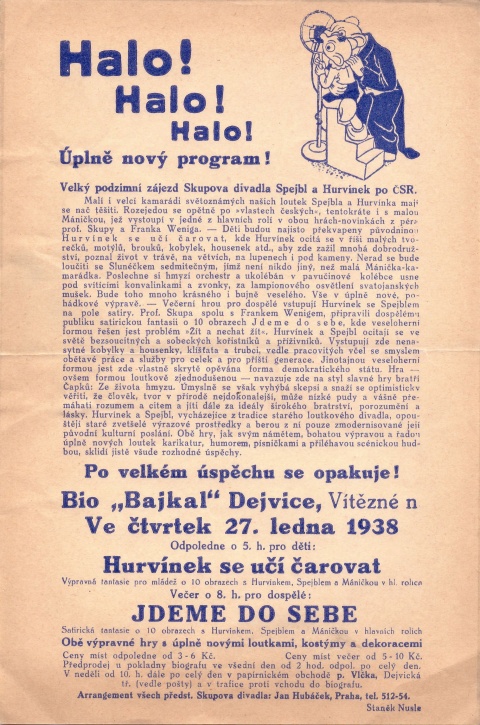 Halo!
Halo!
Halo!
Úplně nový program!
Velký podzimní zájezd Skupova divadla Spejbl a Hurvínek po ČSR.
Malí i velcí kamarádi světoznámých našich loutek Spejbla a Hurvínka mají
se nač těšiti. Rozejedou se opětně po »vlastech českých«, tentokráte i s malou
Máničkou, jež vystoupí v jedné z hlavních rolí v obou hrách-novinkách z péra
prof. Skupy a Franka Weniga. — Děti budou najisto překvapeny původní
Hurvínek se učí čarovat, kde Hurvínek ocitá se v říši malých tvo-
rečků, motýlů, brouků, kobylek, housenek atd., aby zde zažil mnohá dobrodruž-
ství, poznal život v trávě, na větvích, na lupenech i pod kameny. Nerad se bude
loučiti se Slunéčkem sedmitečným, jímž není nikdo jiný, než malá Mánička-ka-
marádka. Poslechne si hmyzí orchestr a ukolébán v pavučinové kolébce usne
pod svítícími konvalinkami a zvonky, za lampionového osvětlení svatojanských
mušek. Bude toho mnoho krásného i bujně veselého. Vše v úplně nové, po-
hádkové výpravě. — Večerní hrou pro dospělé vstupují Hurvínek se Spejblem
na pole satiry. Prof. Skupa spolu s Frankem Wenigem, připravili dospělému
publiku satirickou fantasii o 10 obrazech Jdeme do sebe, kde veseloherní
formou řešen jest problém »Žít a nechat žít«. Hurvínek a Spejbl ocitají se ve
světě bezsoucitných a sobeckých kořistníků a příživníků. Vystupují zde nena-
sytné kobylky a housenky, klíšťata a trubci, vedle pracovitých včel se smyslem
obětavé práce a služby pro celek a pro příští generace. Jinotajnou veseloherní
formou jest zde vlastně skrytě opěvána forma demokratického státu. Hra —
ovšem formou loutkově zjednodušenou — navazuje zde na styl slavné hry bratří
Čapků: Ze života hmyzu. Umyslně se však vyhýbá skepsi a snaží se optimisticky
věřiti, že člověk, tvor v přírodě nejdokonalejší, může nízké pudy a vášně pře-
máhati rozumem a citem a jíti dále za ideály širokého bratrství, porozumění a
lásky. Hurvínek a Spejbl, vycházejíce z tradice starého loutkového divadla, opou-
štějí staré zvetšelé výrazové prostředky a berou z ní pouze zmodernisované její
původní kulturní poslání. Obě hry, jak svým námětem, bohatou výpravou a řadou
úplně nových loutek karikatur, humorem, písničkami a přiléhavou scénickou hud-
bou, sklidí jistě všude rozhodné úspěchy.
Po velkém úspěchu se opakuje!
Bio „Bajkal" Dejvice, Vítězné n
Ve čtvrtek 27. ledna 1938
Odpoledne o 5. h. pro děti:
Hurvínek se učí čarovat
Výpravná fantasie pro mládež o 10 obrazech s Hurvínkem, Spejblem a Máničkou v hl. rolích
Večer o 8. h. pro dospělé:
JDEME DO SEBE
Satirická fantasie o 10 obrazech s Hurvínkem, Spejblem a Máničkou v hlavních rolích
Obě výpravné hry s úplně novými loutkami, kostýmy a dekoracemi
Ceny míst odpoledne od 3-6 Kč. Ceny míst večer od 5-10 Kč.
Předprodej u pokladny biografu ve všední den od 2 hod. odpol. po celý den.
V neděli od 10. h. dále po celý den v papírnickém obchodě p. Vlčka, Dejvická
tř. (vedle pošty) a v trafice proti vchodu do biografu.
Arrangement všech předst. Skupova divadla: Jan Hubáček, Praha, tel. 512-54.
Staněk Nusle